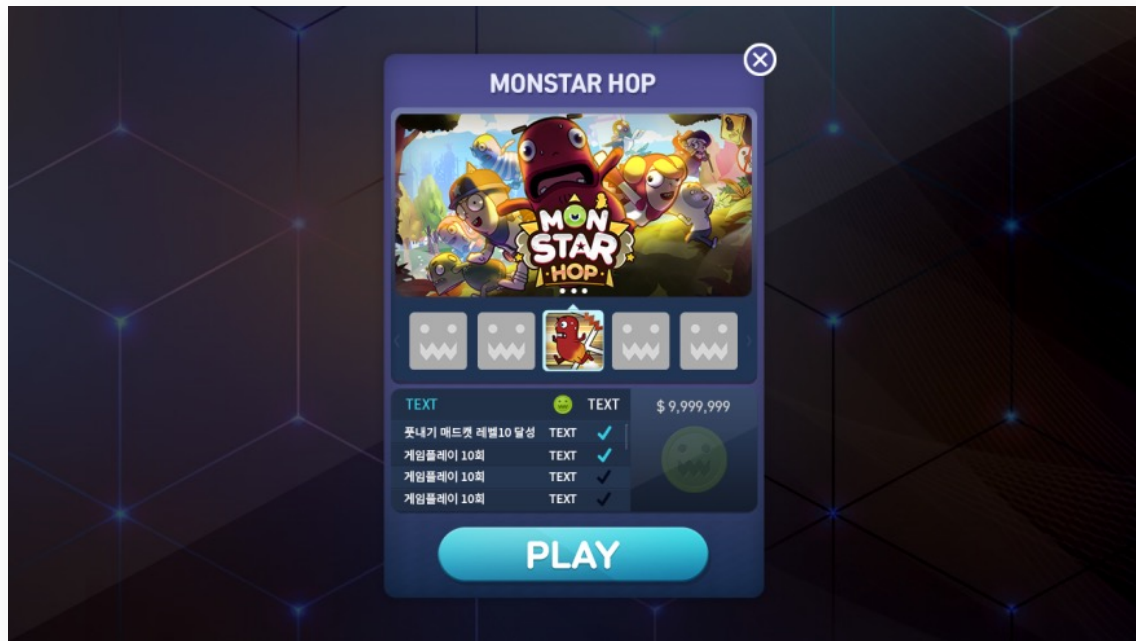 MONSTAR HOP
MON
STAR
HOP
TEXT TEXT $ 9,999,999
풋내기 매드캣 레벨10 달성 TEXT
게임플레이 10회 TEXT
게임플레이 10회 TEXT
게임플레이 10회 TEXT
PLAY